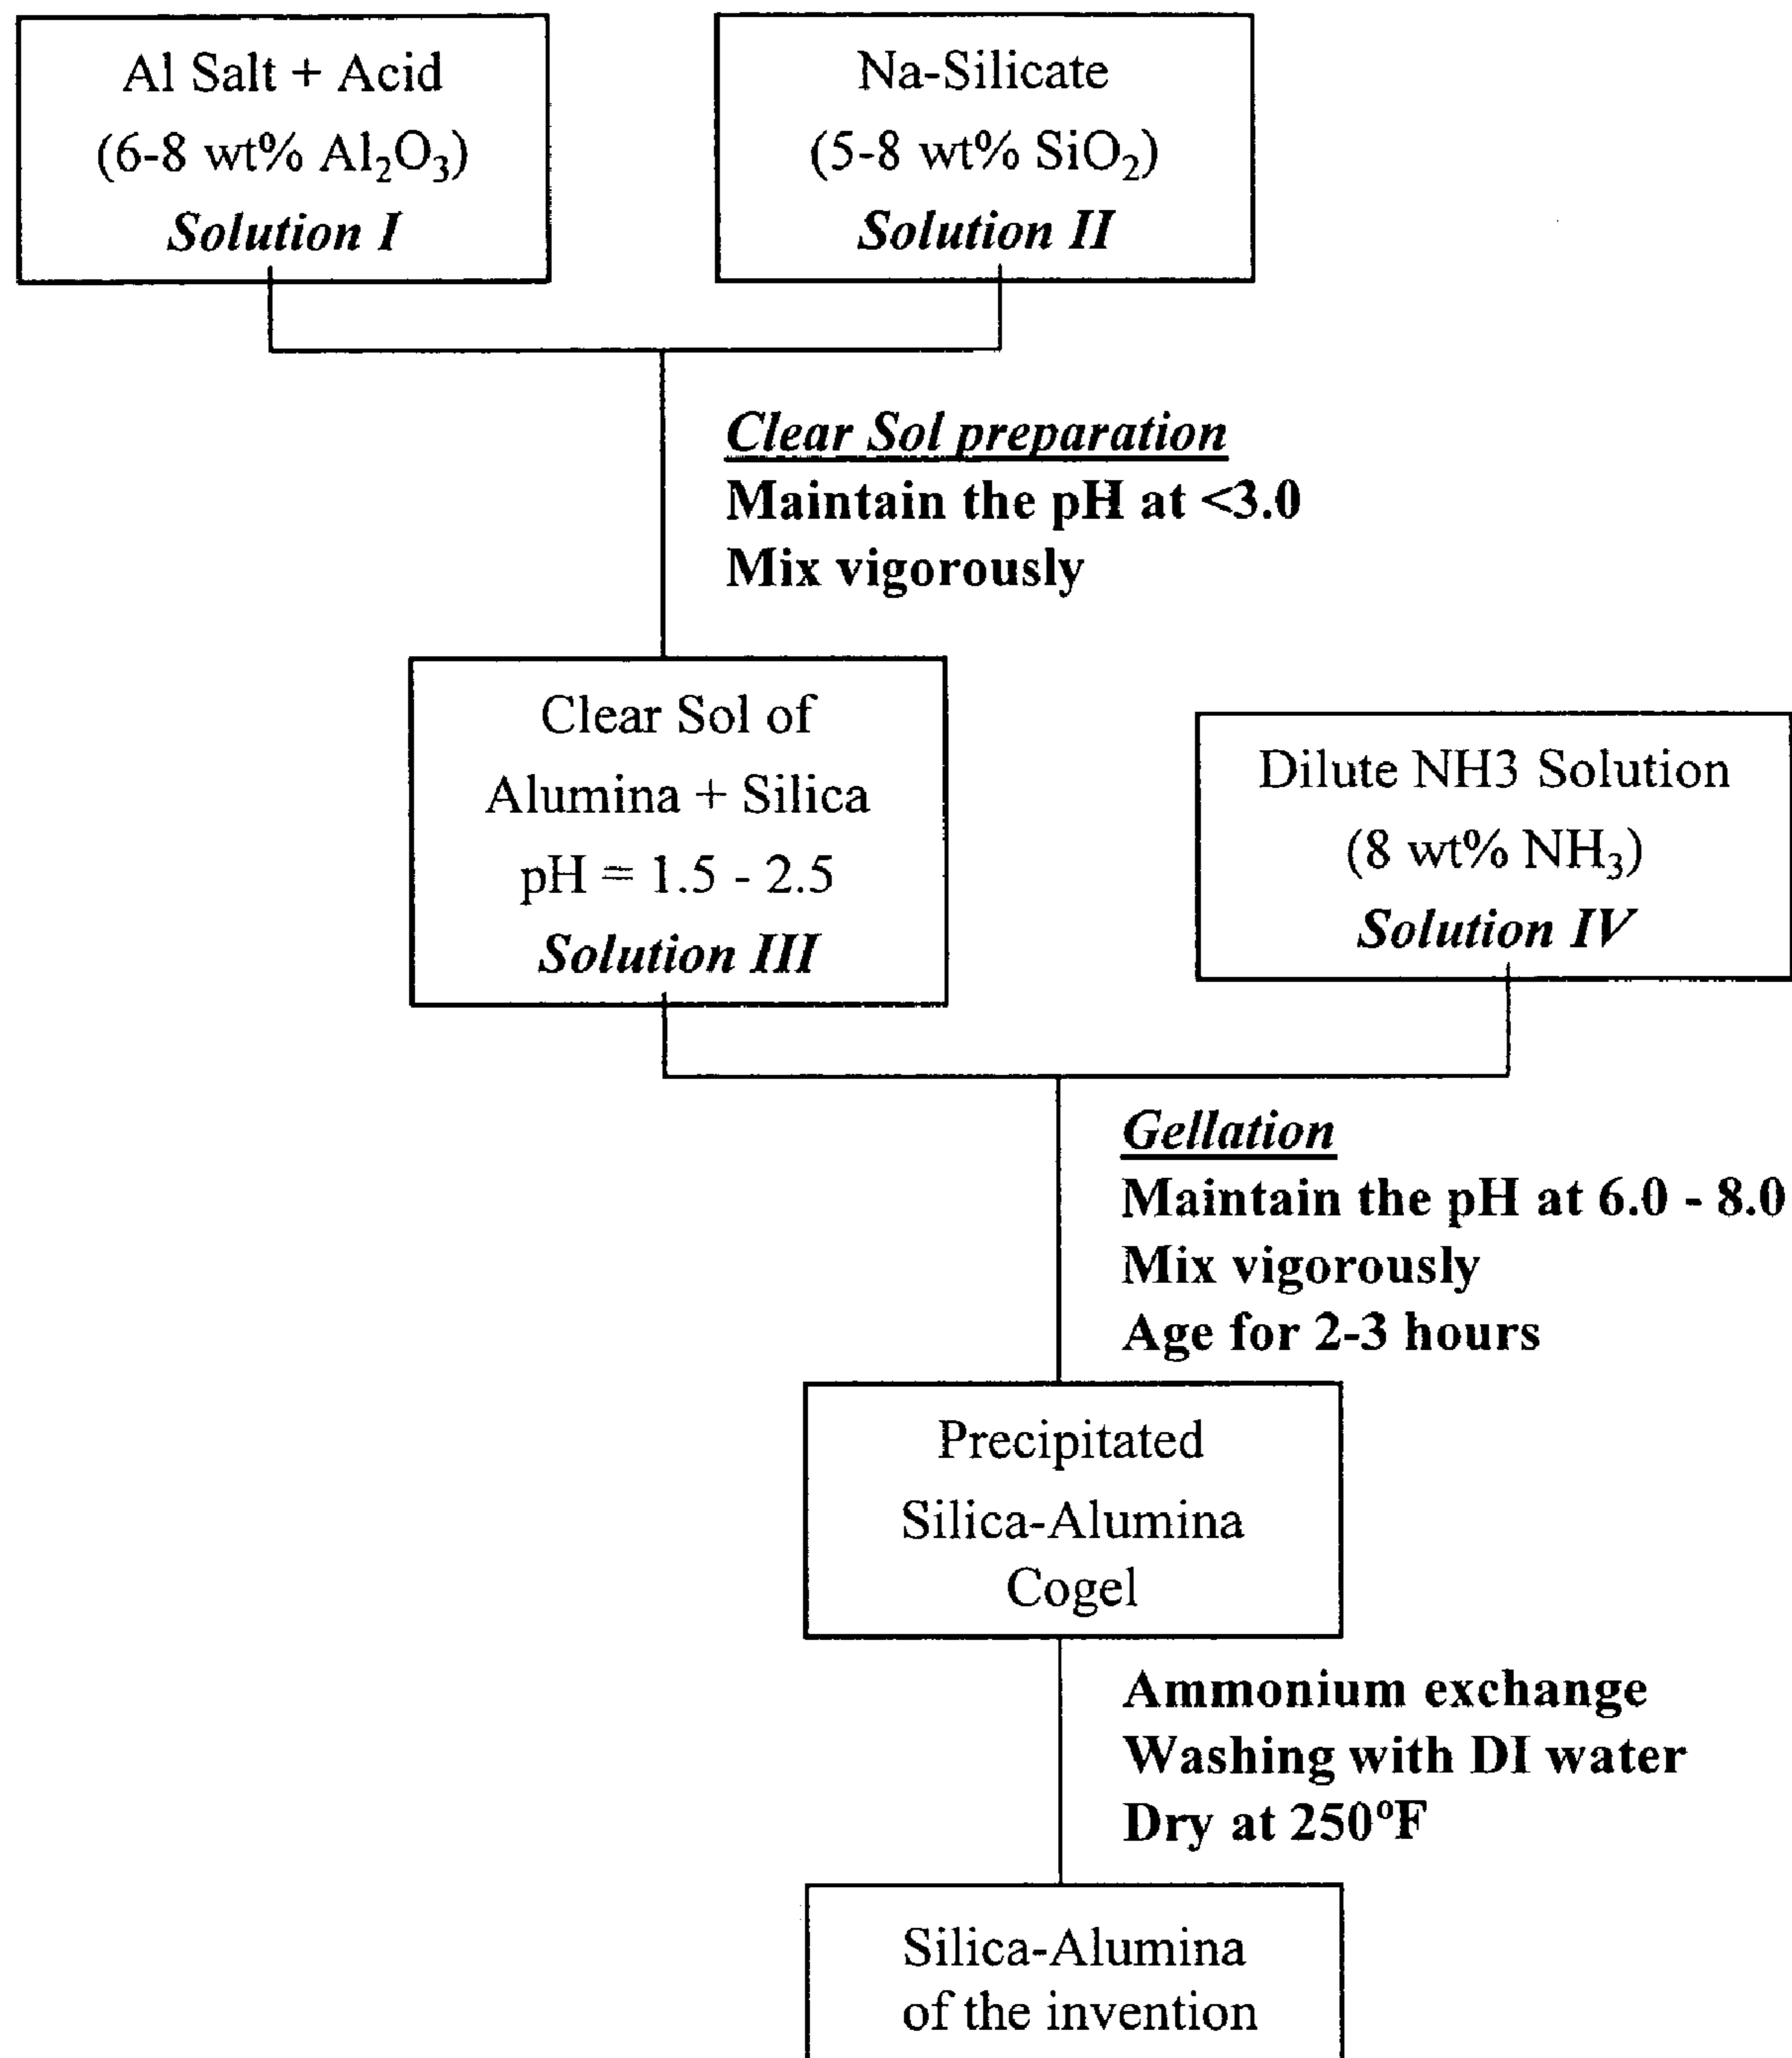 Al Salt + Acid
(6-8 wt% Al₂O₃)
Solution I
Na-Silicate
(5-8 wt% SiO₂)
Solution II
Clear Sol preparation
Maintain the pH at <3.0
Mix vigorously
Clear Sol of
Alumina + Silica
pH = 1.5 - 2.5
Solution III
Dilute NH3 Solution
(8 wt% NH₃)
Solution IV
Gellation
Maintain the pH at 6.0 - 8.0
Mix vigorously
Age for 2-3 hours
Precipitated
Silica-Alumina
Cogel
Ammonium exchange
Washing with DI water
Dry at 250ºF
Silica-Alumina
of the invention